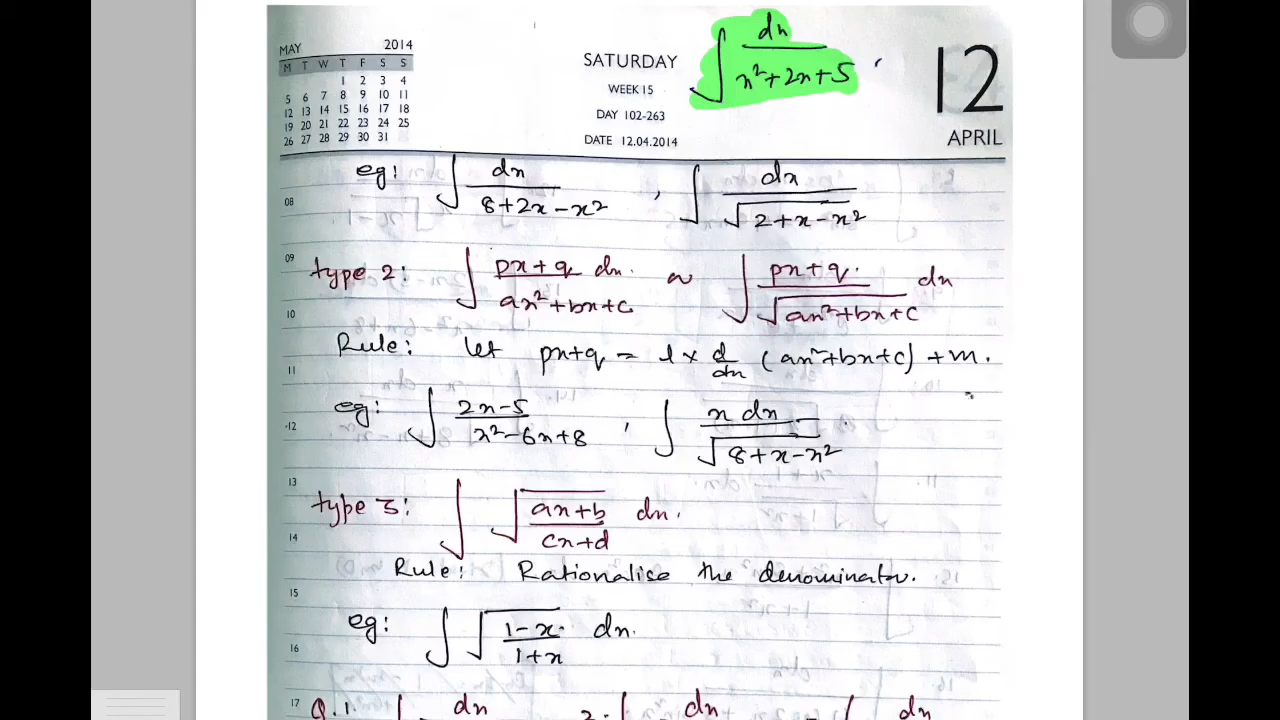 MAY 2014
M T W T F S S
1 2 3 4
5 6 7 8 9 10 11
12 13 14 15 16 17 18
19 20 21 22 23 24 25
26 27 28 29 30 31
SATURDAY
WEEK 15
DAY 102-263
DATE 12.04.2014
∫ dx / x²+2x+5 ,
12
APRIL
08 eg: ∫ dx / 8+2x-x² , ∫ dx / √2+x-x²
09 type 2: ∫ px+q / ax²+bx+c dx. or ∫ px+q / √ax²+bx+c dx
10
Rule: let px+q = l × d/dx (ax²+bx+c) + m.
11
-12 eg: ∫ 2x-5 / x²-6x+8 , ∫ x dx / √8+x-x² .
13
type 3: ∫ √ax+b / cx+d dx.
14
Rule: Rationalise the denominator.
15
eg: ∫ √1-x / 1+x dx.
16
17 Q.1. ∫ dx 2. ∫ dx ∫ dx